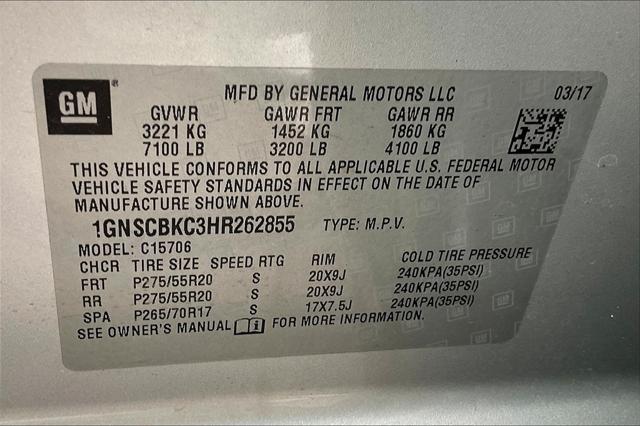 GM
MFD BY GENERAL MOTORS LLC 03/17
GVWR GAWR FRT GAWR RR
3221 KG 1452 KG 1860 KG
7100 LB 3200 LB 4100 LB
THIS VEHICLE CONFORMS TO ALL APPLICABLE U.S. FEDERAL MOTOR
VEHICLE SAFETY STANDARDS IN EFFECT ON THE DATE OF
MANUFACTURE SHOWN ABOVE.
1GNSCBKC3HR262855 TYPE: M.P.V.
MODEL: C15706
CHCR TIRE SIZE SPEED RTG RIM COLD TIRE PRESSURE
FRT P275/55R20 S 20X9J 240KPA(35PSI)
RR P275/55R20 S 20X9J 240KPA(35PSI)
SPA P265/70R17 S 17X7.5J 240KPA(35PSI)
SEE OWNER'S MANUAL FOR MORE INFORMATION.